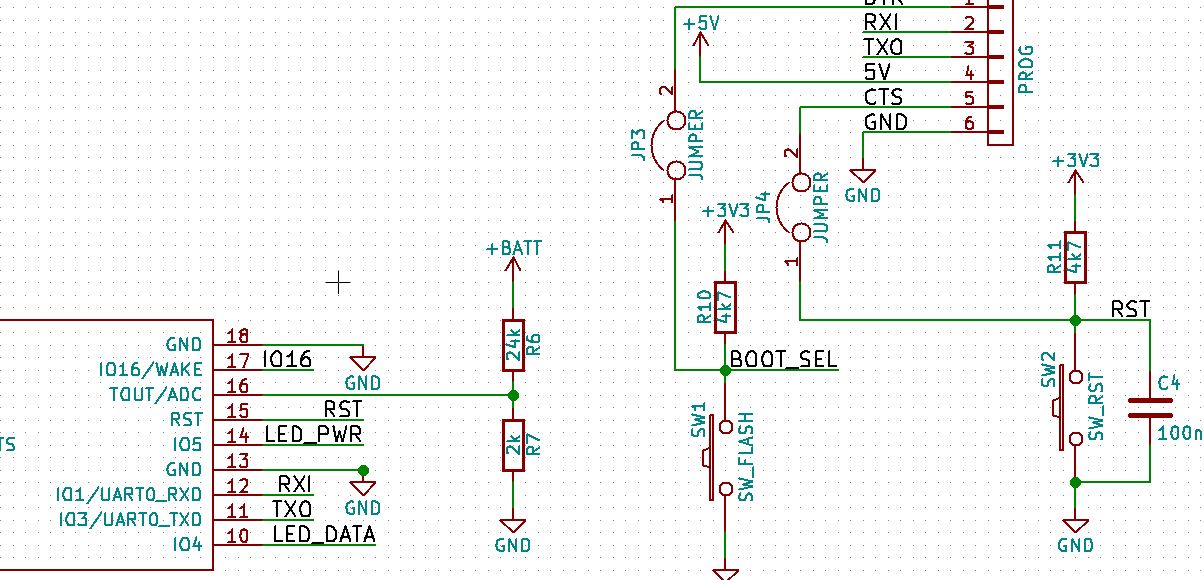 DTR 1
RXI 2
TXO 3
5V 4
CTS 5
GND 6
PROG
+5V
2
JP3
JUMPER
1
2
JP4
JUMPER
1
GND
+3V3
R10
4k7
BOOT_SEL
SW1
SW_FLASH
+3V3
R11
4k7
RST
SW2
SW_RST
C4
100n
GND
+BATT
24k
R6
2k
R7
GND
GND 18
IO16/WAKE 17 IO16
GND
TOUT/ADC 16
RST 15 RST
TS
IO5 14 LED_PWR
GND 13
IO1/UART0_RXD 12 RXI
GND
IO3/UART0_TXD 11 TXO
IO4 10 LED_DATA